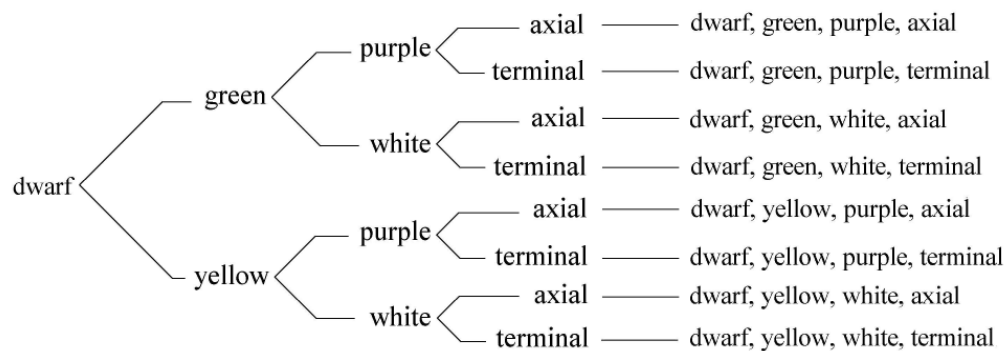 axial dwarf, green, purple, axial
purple
terminal dwarf, green, purple, terminal
green
axial dwarf, green, white, axial
white
terminal dwarf, green, white, terminal
dwarf
axial dwarf, yellow, purple, axial
purple
terminal dwarf, yellow, purple, terminal
yellow
axial dwarf, yellow, white, axial
white
terminal dwarf, yellow, white, terminal